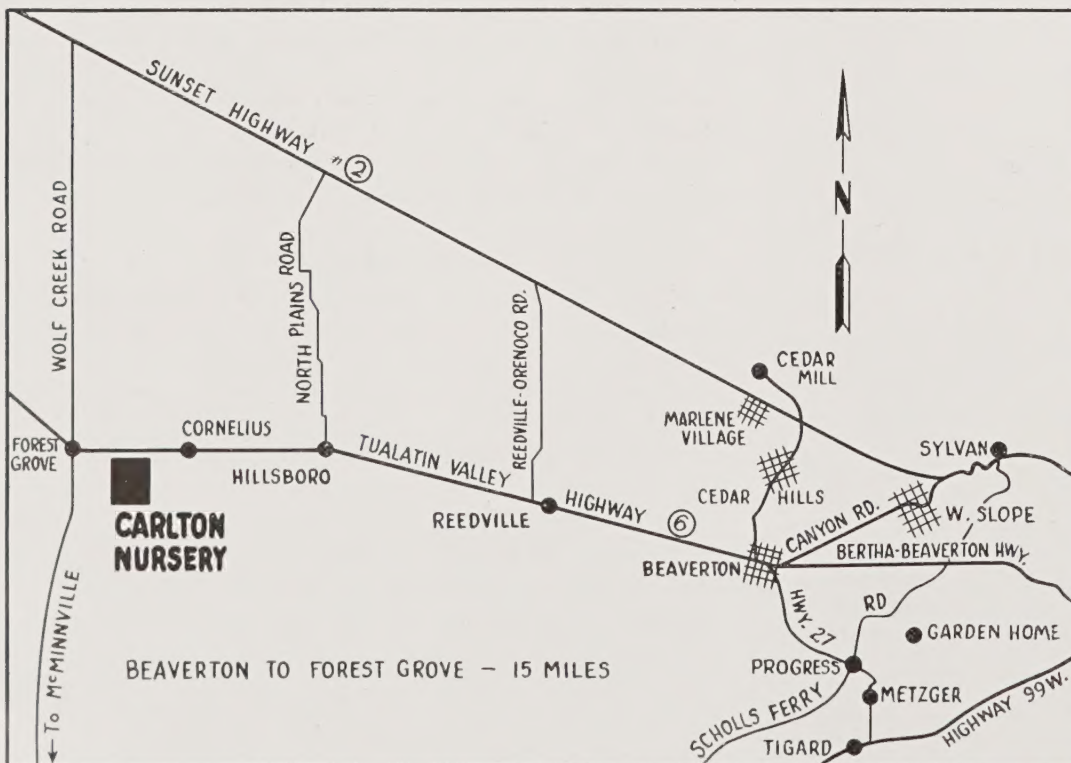 SUNSET HIGHWAY # 2
WOLF CREEK ROAD
NORTH PLAINS ROAD
REEDVILLE-ORENOCO RD.
N
CEDAR
MILL
MARLENE
VILLAGE
SYLVAN
FOREST
GROVE
CORNELIUS
HILLSBORO
TUALATIN VALLEY
HIGHWAY 6
CEDAR HILLS
CARLTON
NURSERY
REEDVILLE
CANYON RD.
W. SLOPE
BEAVERTON
BERTHA-BEAVERTON HWY.
HWY. 27
RD
GARDEN HOME
BEAVERTON TO FOREST GROVE – 15 MILES
PROGRESS
METZGER
SCHOLLS FERRY
HIGHWAY 99W.
TIGARD
TO MCMINNVILLE